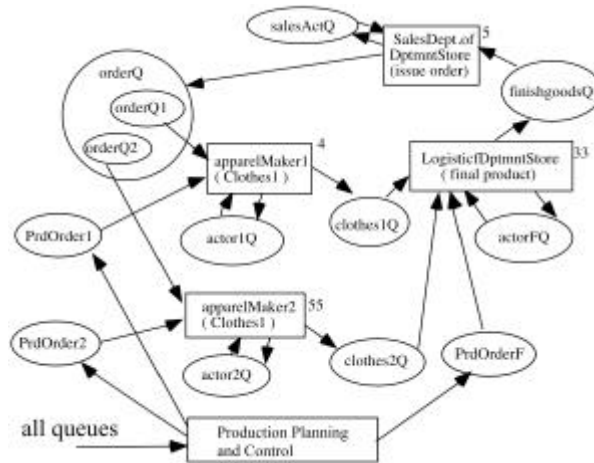 salesActQ
5
SalesDept.of
DptmntStore
(issue order)
orderQ
finishgoodsQ
orderQ1
orderQ2
4
apparelMaker1
( Clothes1 )
33
LogisticfDptmntStore
( final product)
PrdOrder1
actor1Q
clothes1Q
actorFQ
55
apparelMaker2
( Clothes1 )
PrdOrder2
actor2Q
clothes2Q
PrdOrderF
all queues
Production Planning
and Control